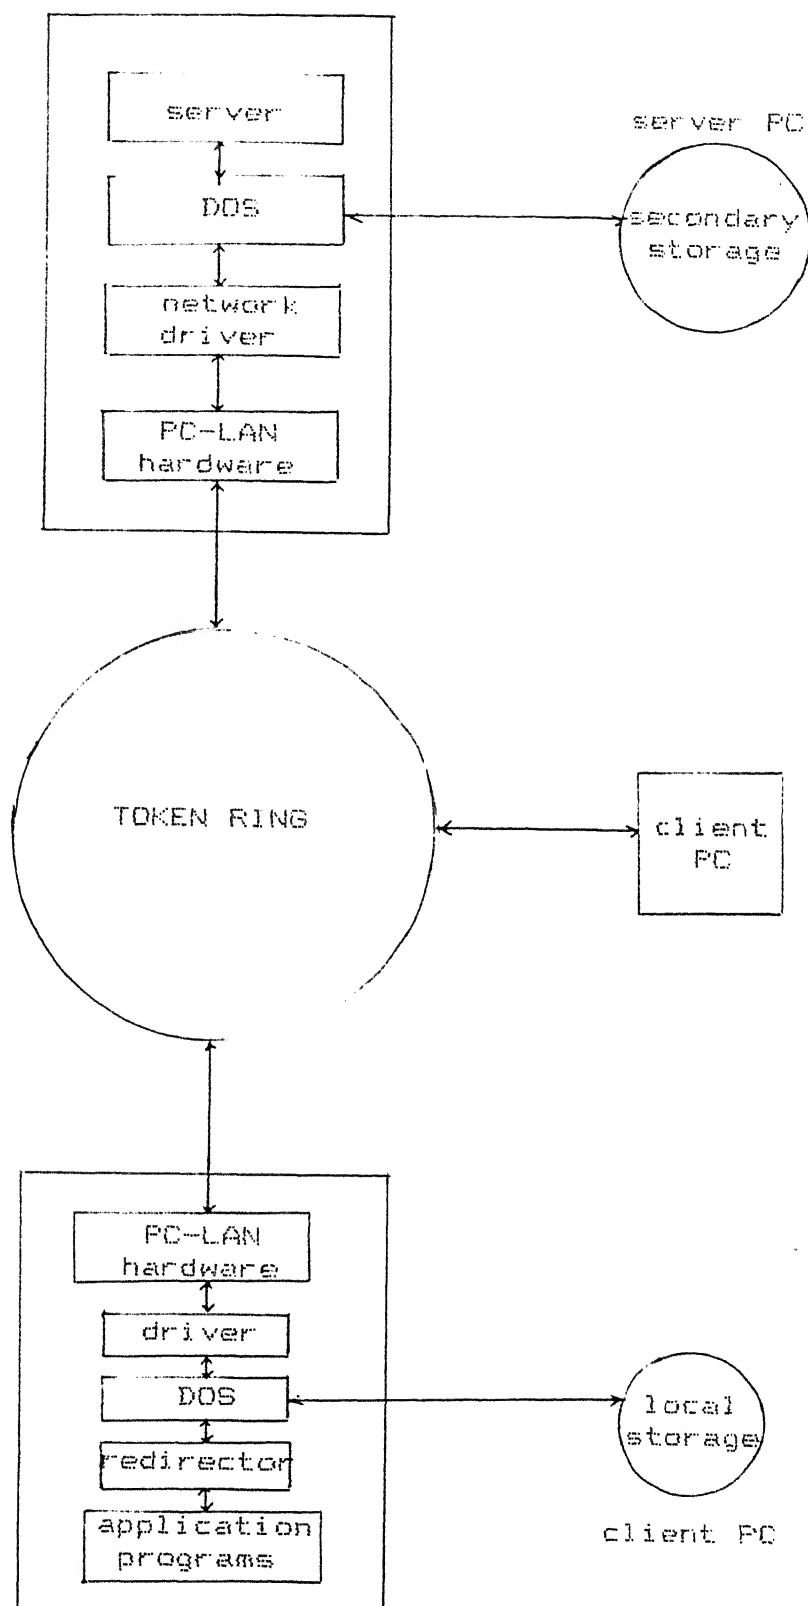 server
server PC
DOS
secondary
storage
network
driver
PC-LAN
hardware
TOKEN RING
client
PC
PC-LAN
hardware
driver
DOS
local
storage
redirector
application
programs
client PC